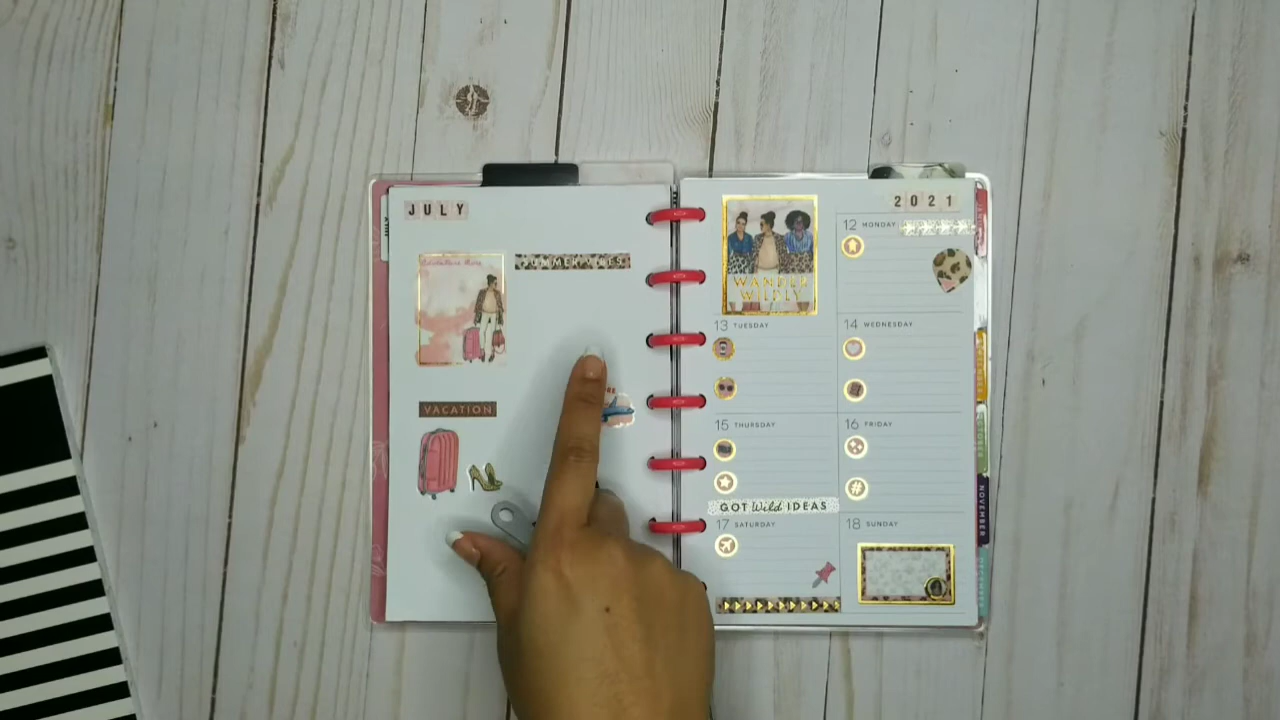 JULY
SUMMER VIBES
VACATION
2021
WANDER
WILDLY
12 MONDAY
13 TUESDAY
14 WEDNESDAY
15 THURSDAY
16 FRIDAY
#
GOT Wild IDEAS
17 SATURDAY
18 SUNDAY
NOVEMBER